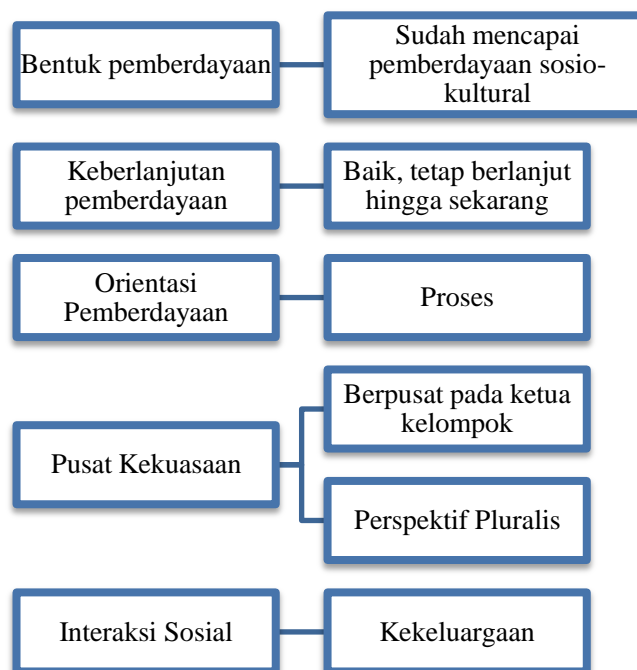 Bentuk pemberdayaan
Sudah mencapai
pemberdayaan sosio-
kultural
Keberlanjutan
pemberdayaan
Baik, tetap berlanjut
hingga sekarang
Orientasi
Pemberdayaan
Proses
Pusat Kekuasaan
Berpusat pada ketua
kelompok
Perspektif Pluralis
Interaksi Sosial
Kekeluargaan